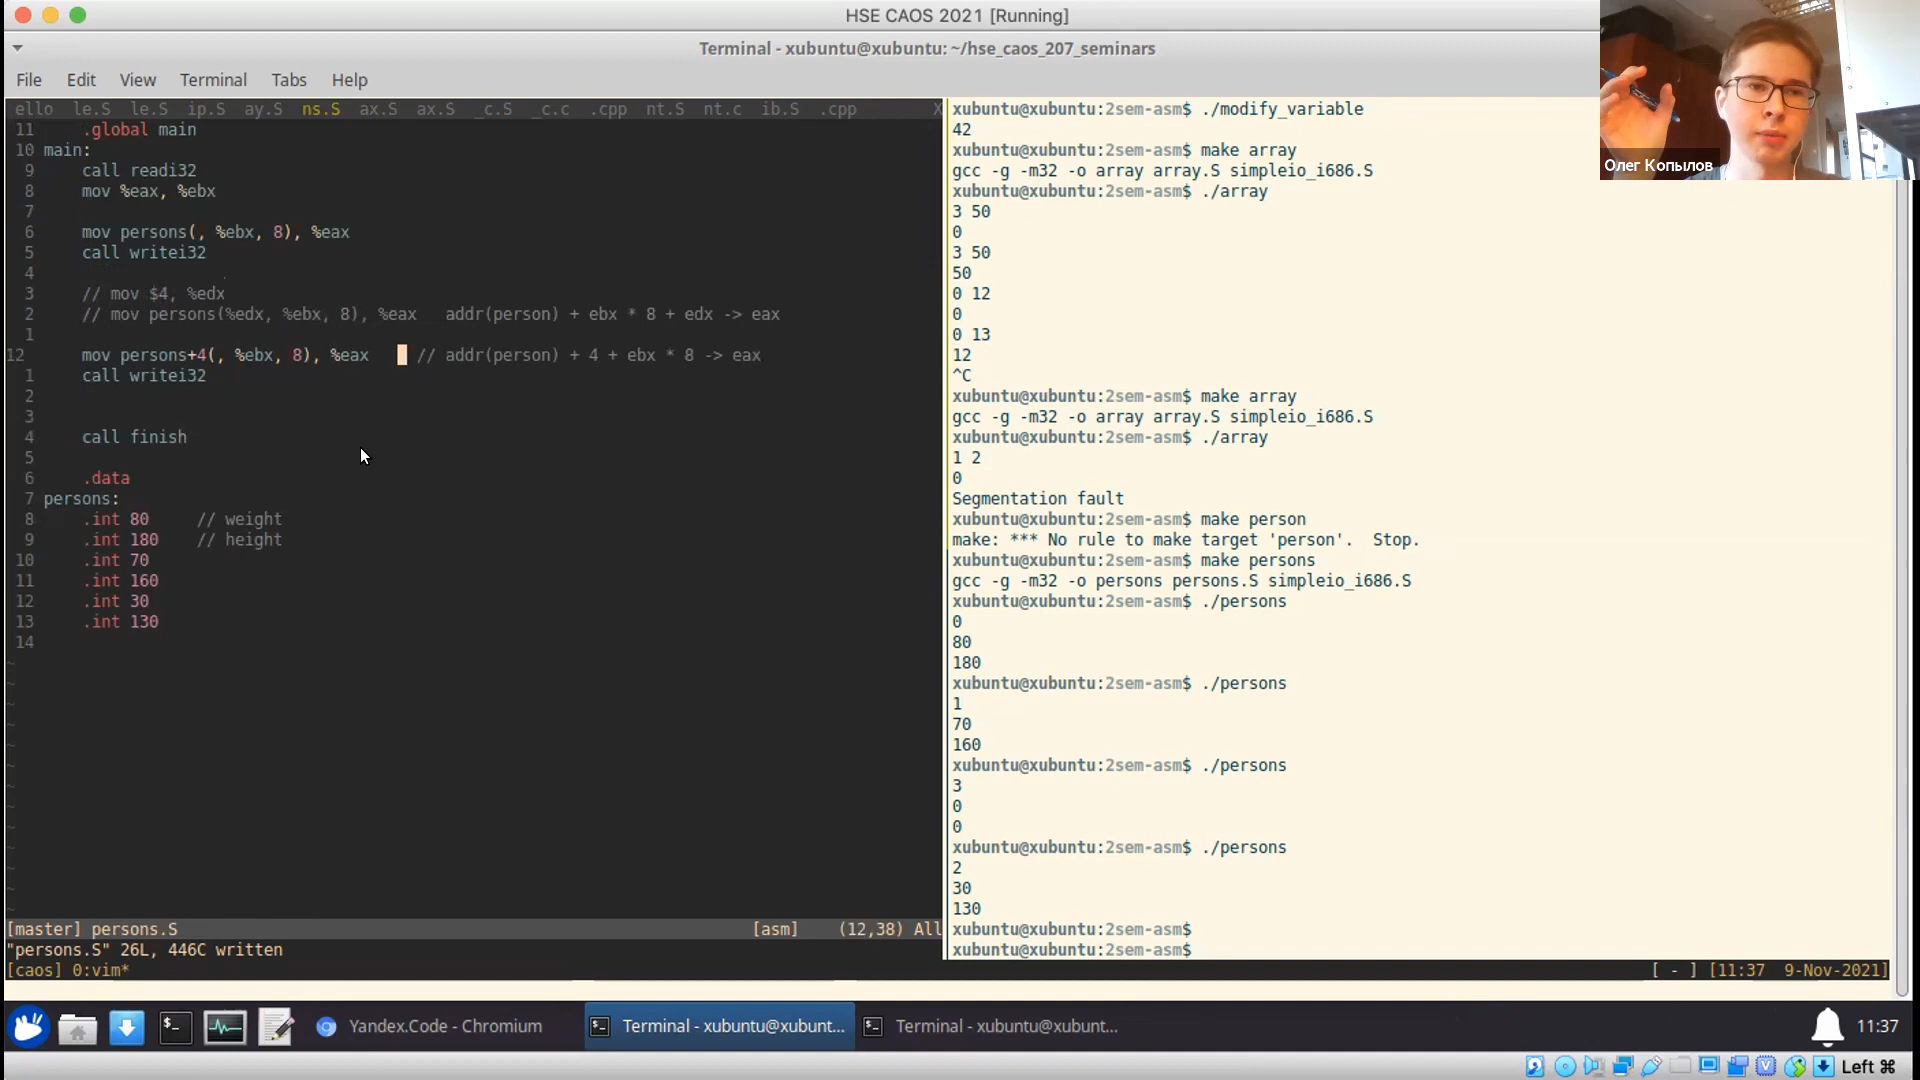 HSE CAOS 2021 [Running]
Terminal - xubuntu@xubuntu: ~/hse_caos_207_seminars
File Edit View Terminal Tabs Help
ello le.S le.S ip.S ay.S ns.S ax.S ax.S _c.S _c.c .cpp nt.S nt.c ib.S .cpp X
11 .global main
10 main:
9 call readi32
8 mov %eax, %ebx
7
6 mov persons(, %ebx, 8), %eax
5 call writei32
4
3 // mov $4, %edx
2 // mov persons(%edx, %ebx, 8), %eax addr(person) + ebx * 8 + edx -> eax
1
12 mov persons+4(, %ebx, 8), %eax // addr(person) + 4 + ebx * 8 -> eax
1 call writei32
2
3
4 call finish
5
6 .data
7 persons:
8 .int 80 // weight
9 .int 180 // height
10 .int 70
11 .int 160
12 .int 30
13 .int 130
14
~
~
~
~
~
~
~
~
~
~
~
~
~
[master] persons.S [asm] (12,38) All
"persons.S" 26L, 446C written
[caos] 0:vim*
xubuntu@xubuntu:2sem-asm$ ./modify_variable
42
xubuntu@xubuntu:2sem-asm$ make array
gcc -g -m32 -o array array.S simpleio_i686.S
xubuntu@xubuntu:2sem-asm$ ./array
3 50
0
3 50
50
0 12
0
0 13
12
^C
xubuntu@xubuntu:2sem-asm$ make array
gcc -g -m32 -o array array.S simpleio_i686.S
xubuntu@xubuntu:2sem-asm$ ./array
1 2
0
Segmentation fault
xubuntu@xubuntu:2sem-asm$ make person
make: *** No rule to make target 'person'. Stop.
xubuntu@xubuntu:2sem-asm$ make persons
gcc -g -m32 -o persons persons.S simpleio_i686.S
xubuntu@xubuntu:2sem-asm$ ./persons
0
80
180
xubuntu@xubuntu:2sem-asm$ ./persons
1
70
160
xubuntu@xubuntu:2sem-asm$ ./persons
3
0
0
xubuntu@xubuntu:2sem-asm$ ./persons
2
30
130
xubuntu@xubuntu:2sem-asm$
xubuntu@xubuntu:2sem-asm$
[ - ] [11:37 9-Nov-2021]
Олег Копылов
Yandex.Code - Chromium
Terminal - xubuntu@xubunt...
Terminal - xubuntu@xubunt...
11:37
Left ⌘